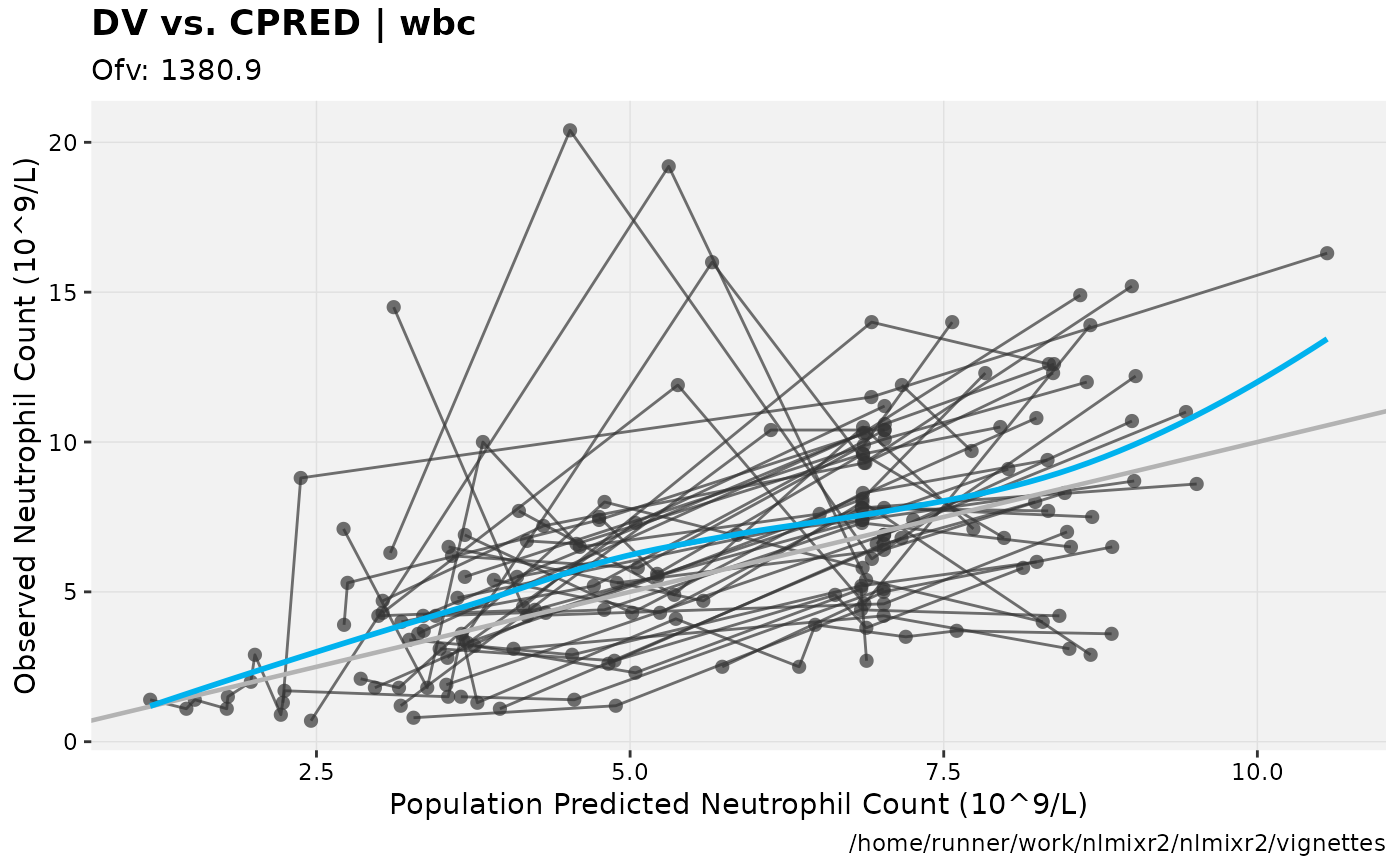 DV vs. CPRED | wbc
Ofv: 1380.9
Observed Neutrophil Count (10^9/L)
20
15
10
5
0
2.5 5.0 7.5 10.0
Population Predicted Neutrophil Count (10^9/L)
/home/runner/work/nlmixr2/nlmixr2/vignettes